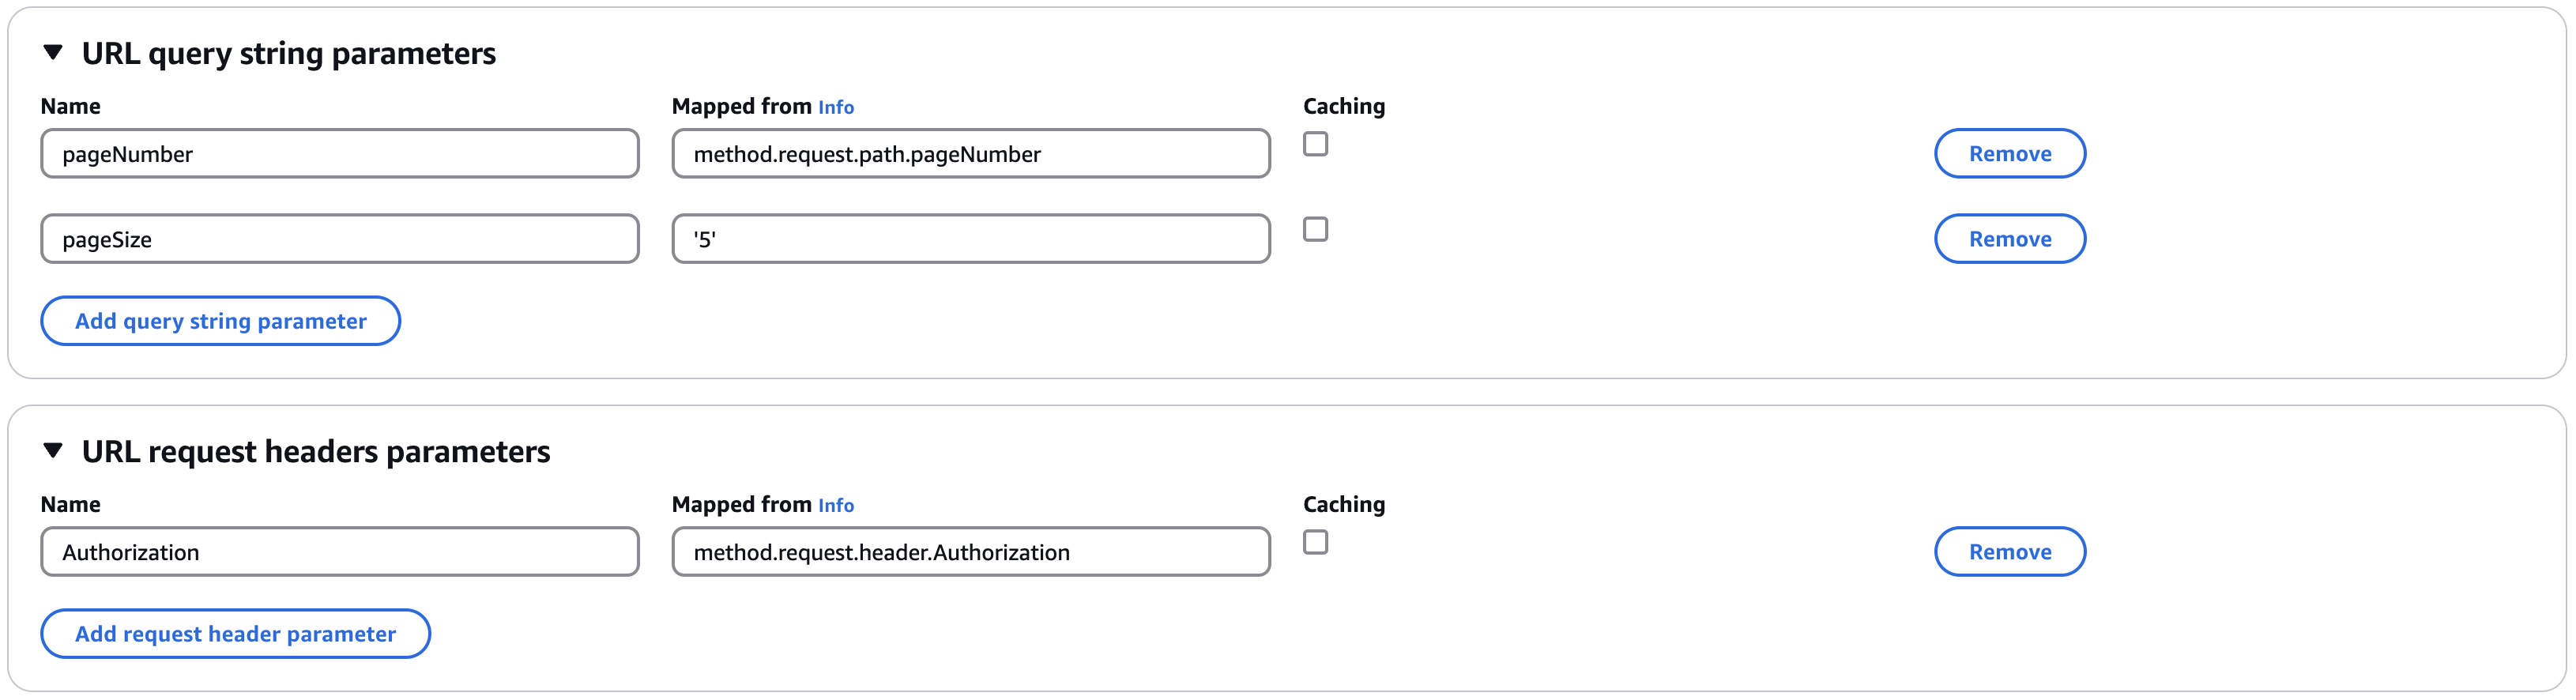 URL query string parameters
Name Mapped from Info Caching
pageNumber method.request.path.pageNumber Remove
pageSize '5' Remove
Add query string parameter
URL request headers parameters
Name Mapped from Info Caching
Authorization method.request.header.Authorization Remove
Add request header parameter